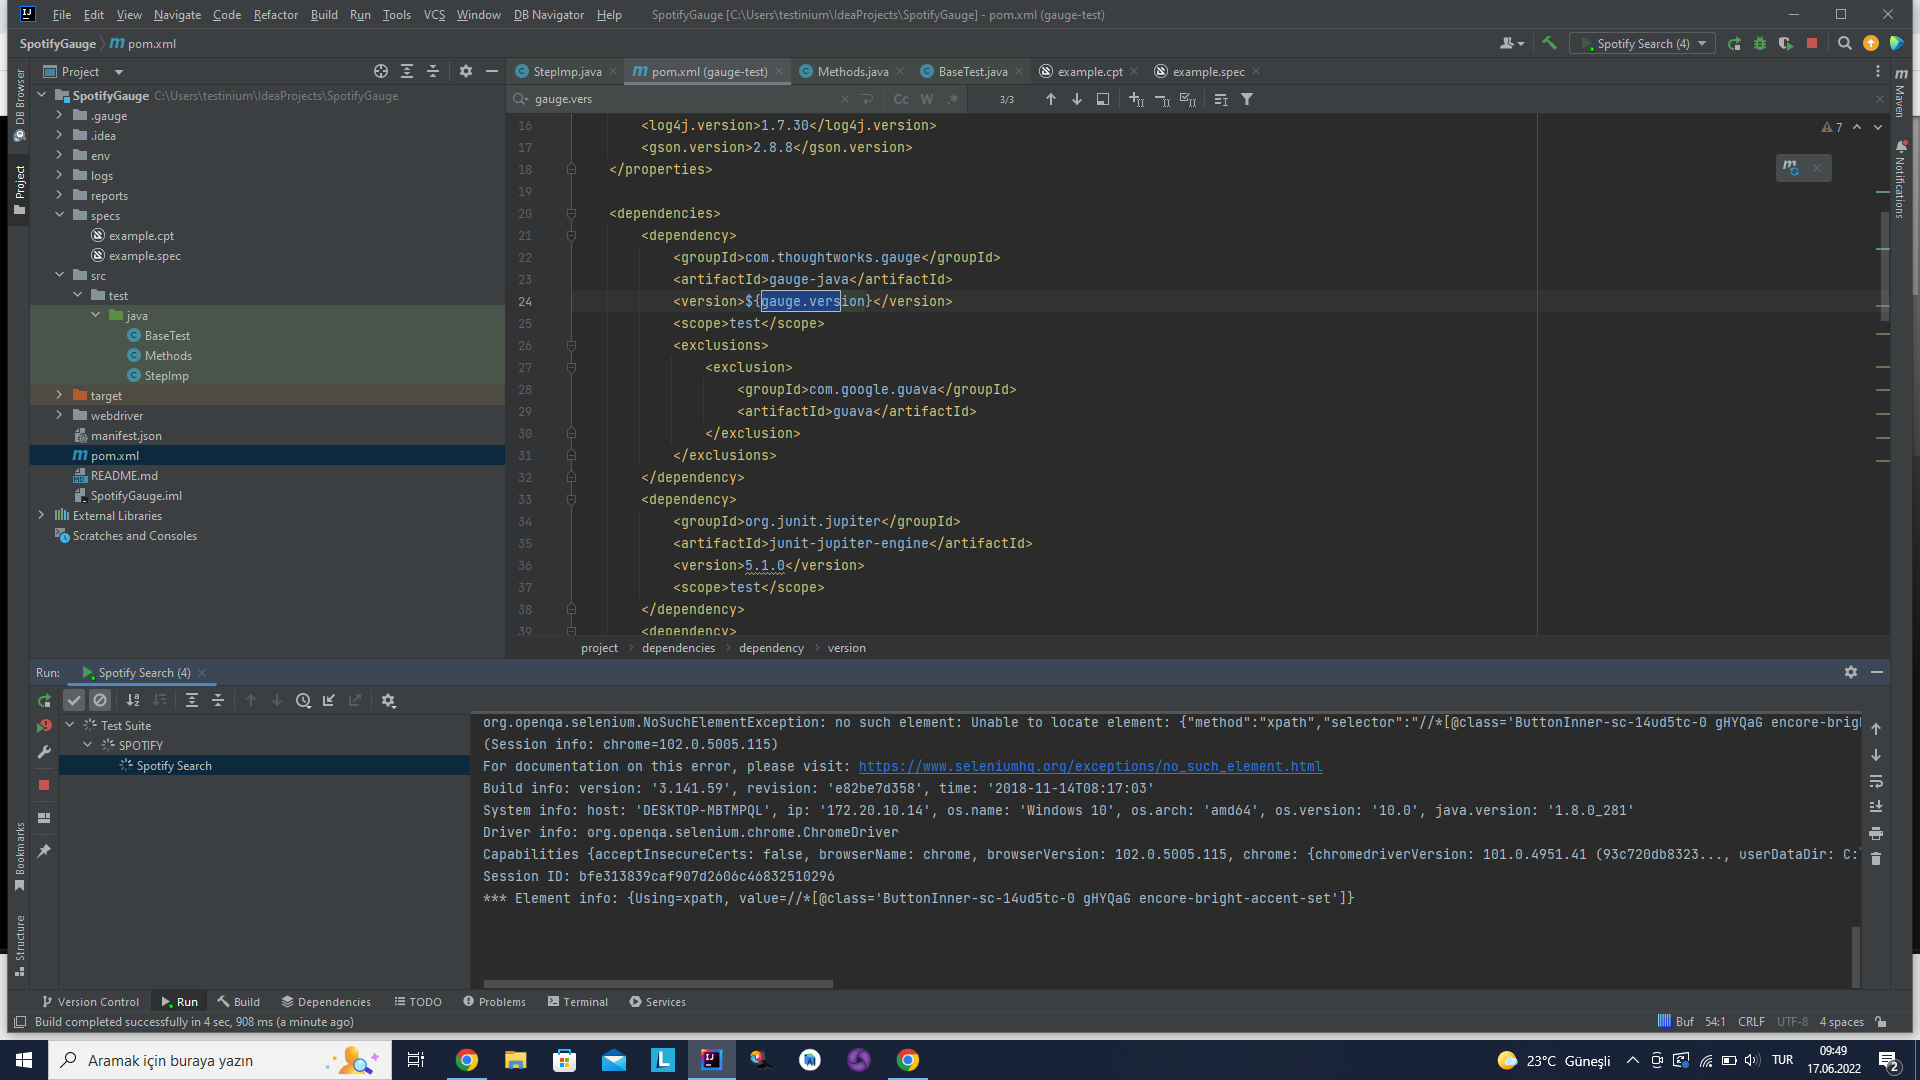 File Edit View Navigate Code Refactor Build Run Tools VCS Window DB Navigator Help SpotifyGauge [C:\Users\testinium\IdeaProjects\SpotifyGauge] - pom.xml (gauge-test)
SpotifyGauge pom.xml
Spotify Search (4)
DB Browser
Project
Bookmarks
Structure
Project
SpotifyGauge C:\Users\testinium\IdeaProjects\SpotifyGauge
.gauge
.idea
env
logs
reports
specs
example.cpt
example.spec
src
test
java
BaseTest
Methods
StepImp
target
webdriver
manifest.json
pom.xml
README.md
SpotifyGauge.iml
External Libraries
Scratches and Consoles
StepImp.java pom.xml (gauge-test) Methods.java BaseTest.java example.cpt example.spec
gauge.vers Cc W .* 3/3
7
16 <log4j.version>1.7.30</log4j.version>
17 <gson.version>2.8.8</gson.version>
18 </properties>
19
20 <dependencies>
21 <dependency>
22 <groupId>com.thoughtworks.gauge</groupId>
23 <artifactId>gauge-java</artifactId>
24 <version>${gauge.version}</version>
25 <scope>test</scope>
26 <exclusions>
27 <exclusion>
28 <groupId>com.google.guava</groupId>
29 <artifactId>guava</artifactId>
30 </exclusion>
31 </exclusions>
32 </dependency>
33 <dependency>
34 <groupId>org.junit.jupiter</groupId>
35 <artifactId>junit-jupiter-engine</artifactId>
36 <version>5.1.0</version>
37 <scope>test</scope>
38 </dependency>
39 <dependency>
project dependencies dependency version
Maven
Notifications
Run: Spotify Search (4)
Test Suite
SPOTIFY
Spotify Search
org.openqa.selenium.NoSuchElementException: no such element: Unable to locate element: {"method":"xpath","selector":"//*[@class='ButtonInner-sc-14ud5tc-0 gHYQaG encore-brigh
(Session info: chrome=102.0.5005.115)
For documentation on this error, please visit: https://www.seleniumhq.org/exceptions/no_such_element.html
Build info: version: '3.141.59', revision: 'e82be7d358', time: '2018-11-14T08:17:03'
System info: host: 'DESKTOP-MBTMPQL', ip: '172.20.10.14', os.name: 'Windows 10', os.arch: 'amd64', os.version: '10.0', java.version: '1.8.0_281'
Driver info: org.openqa.selenium.chrome.ChromeDriver
Capabilities {acceptInsecureCerts: false, browserName: chrome, browserVersion: 102.0.5005.115, chrome: {chromedriverVersion: 101.0.4951.41 (93c720db8323..., userDataDir: C:\
Session ID: bfe313839caf907d2606c46832510296
*** Element info: {Using=xpath, value=//*[@class='ButtonInner-sc-14ud5tc-0 gHYQaG encore-bright-accent-set']}
Version Control Run Build Dependencies TODO Problems Terminal Services
Build completed successfully in 4 sec, 908 ms (a minute ago) Buf 54:1 CRLF UTF-8 4 spaces
Aramak için buraya yazın
23°C Güneşli TUR 09:49
17.06.2022
2